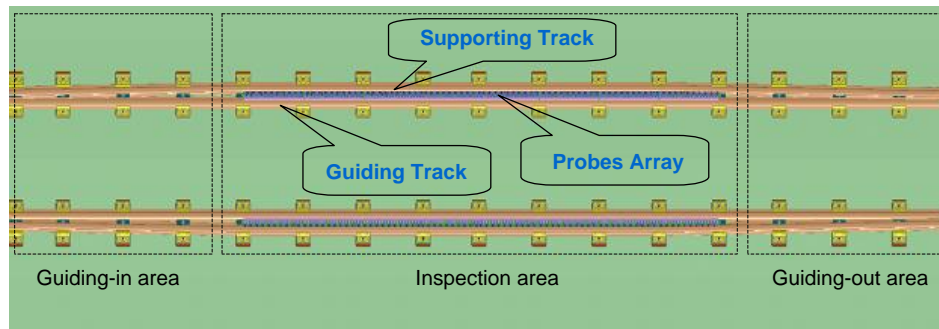 Supporting Track
Guiding Track
Probes Array
Guiding-in area
Inspection area
Guiding-out area